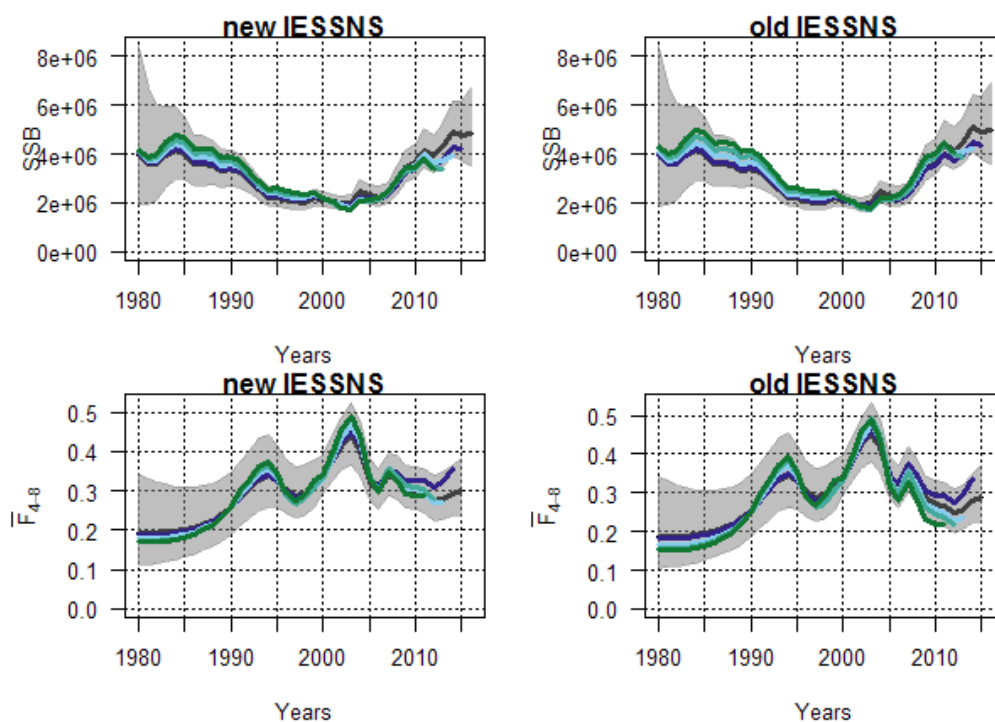 new IESSNS
old IESSNS
SSB
8e+06
6e+06
4e+06
2e+06
0e+00
1980 1990 2000 2010
Years
SSB
8e+06
6e+06
4e+06
2e+06
0e+00
1980 1990 2000 2010
Years
new IESSNS
old IESSNS
F̅4−8
0.5
0.4
0.3
0.2
0.1
0.0
1980 1990 2000 2010
Years
F̅4−8
0.5
0.4
0.3
0.2
0.1
0.0
1980 1990 2000 2010
Years